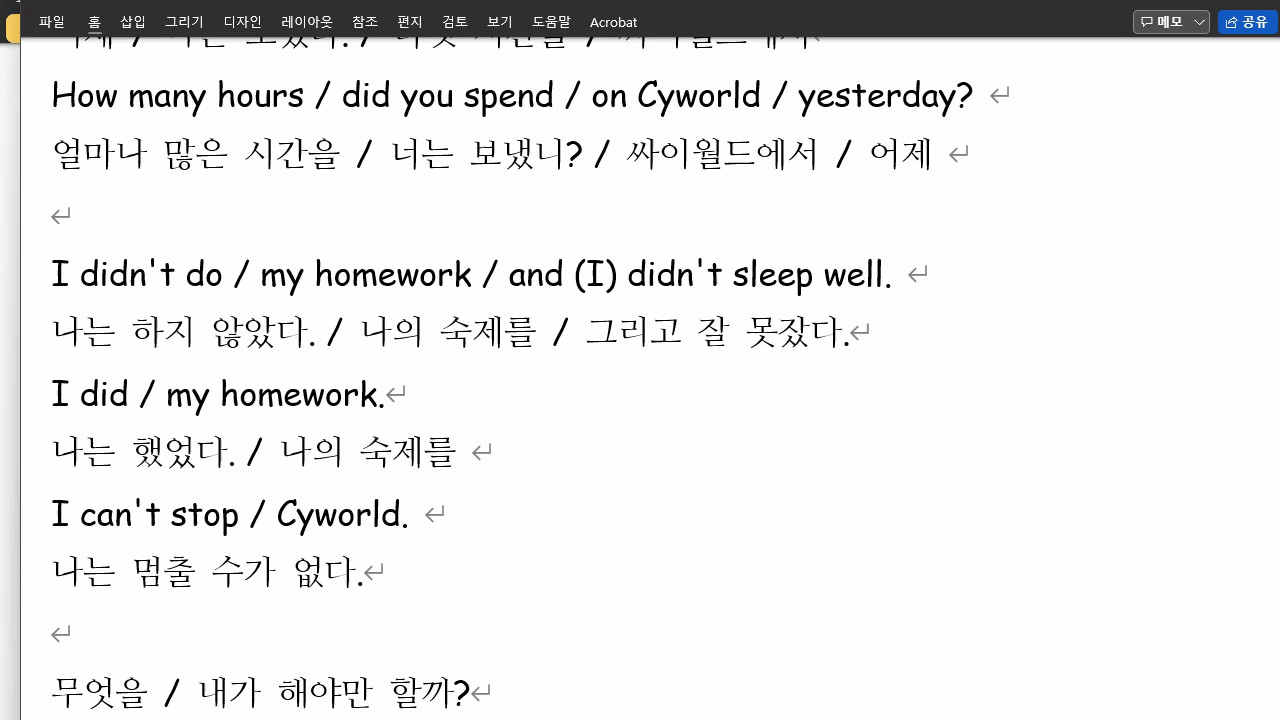 파일 홈 삽입 그리기 디자인 레이아웃 참조 편지 검토 보기 도움말 Acrobat 메모 공유
How many hours / did you spend / on Cyworld / yesterday? ↵
얼마나 많은 시간을 / 너는 보냈니? / 싸이월드에서 / 어제 ↵
↵
I didn't do / my homework / and (I) didn't sleep well. ↵
나는 하지 않았다. / 나의 숙제를 / 그리고 잘 못잤다.↵
I did / my homework.↵
나는 했었다. / 나의 숙제를 ↵
I can't stop / Cyworld. ↵
나는 멈출 수가 없다.↵
↵
무엇을 / 내가 해야만 할까?↵